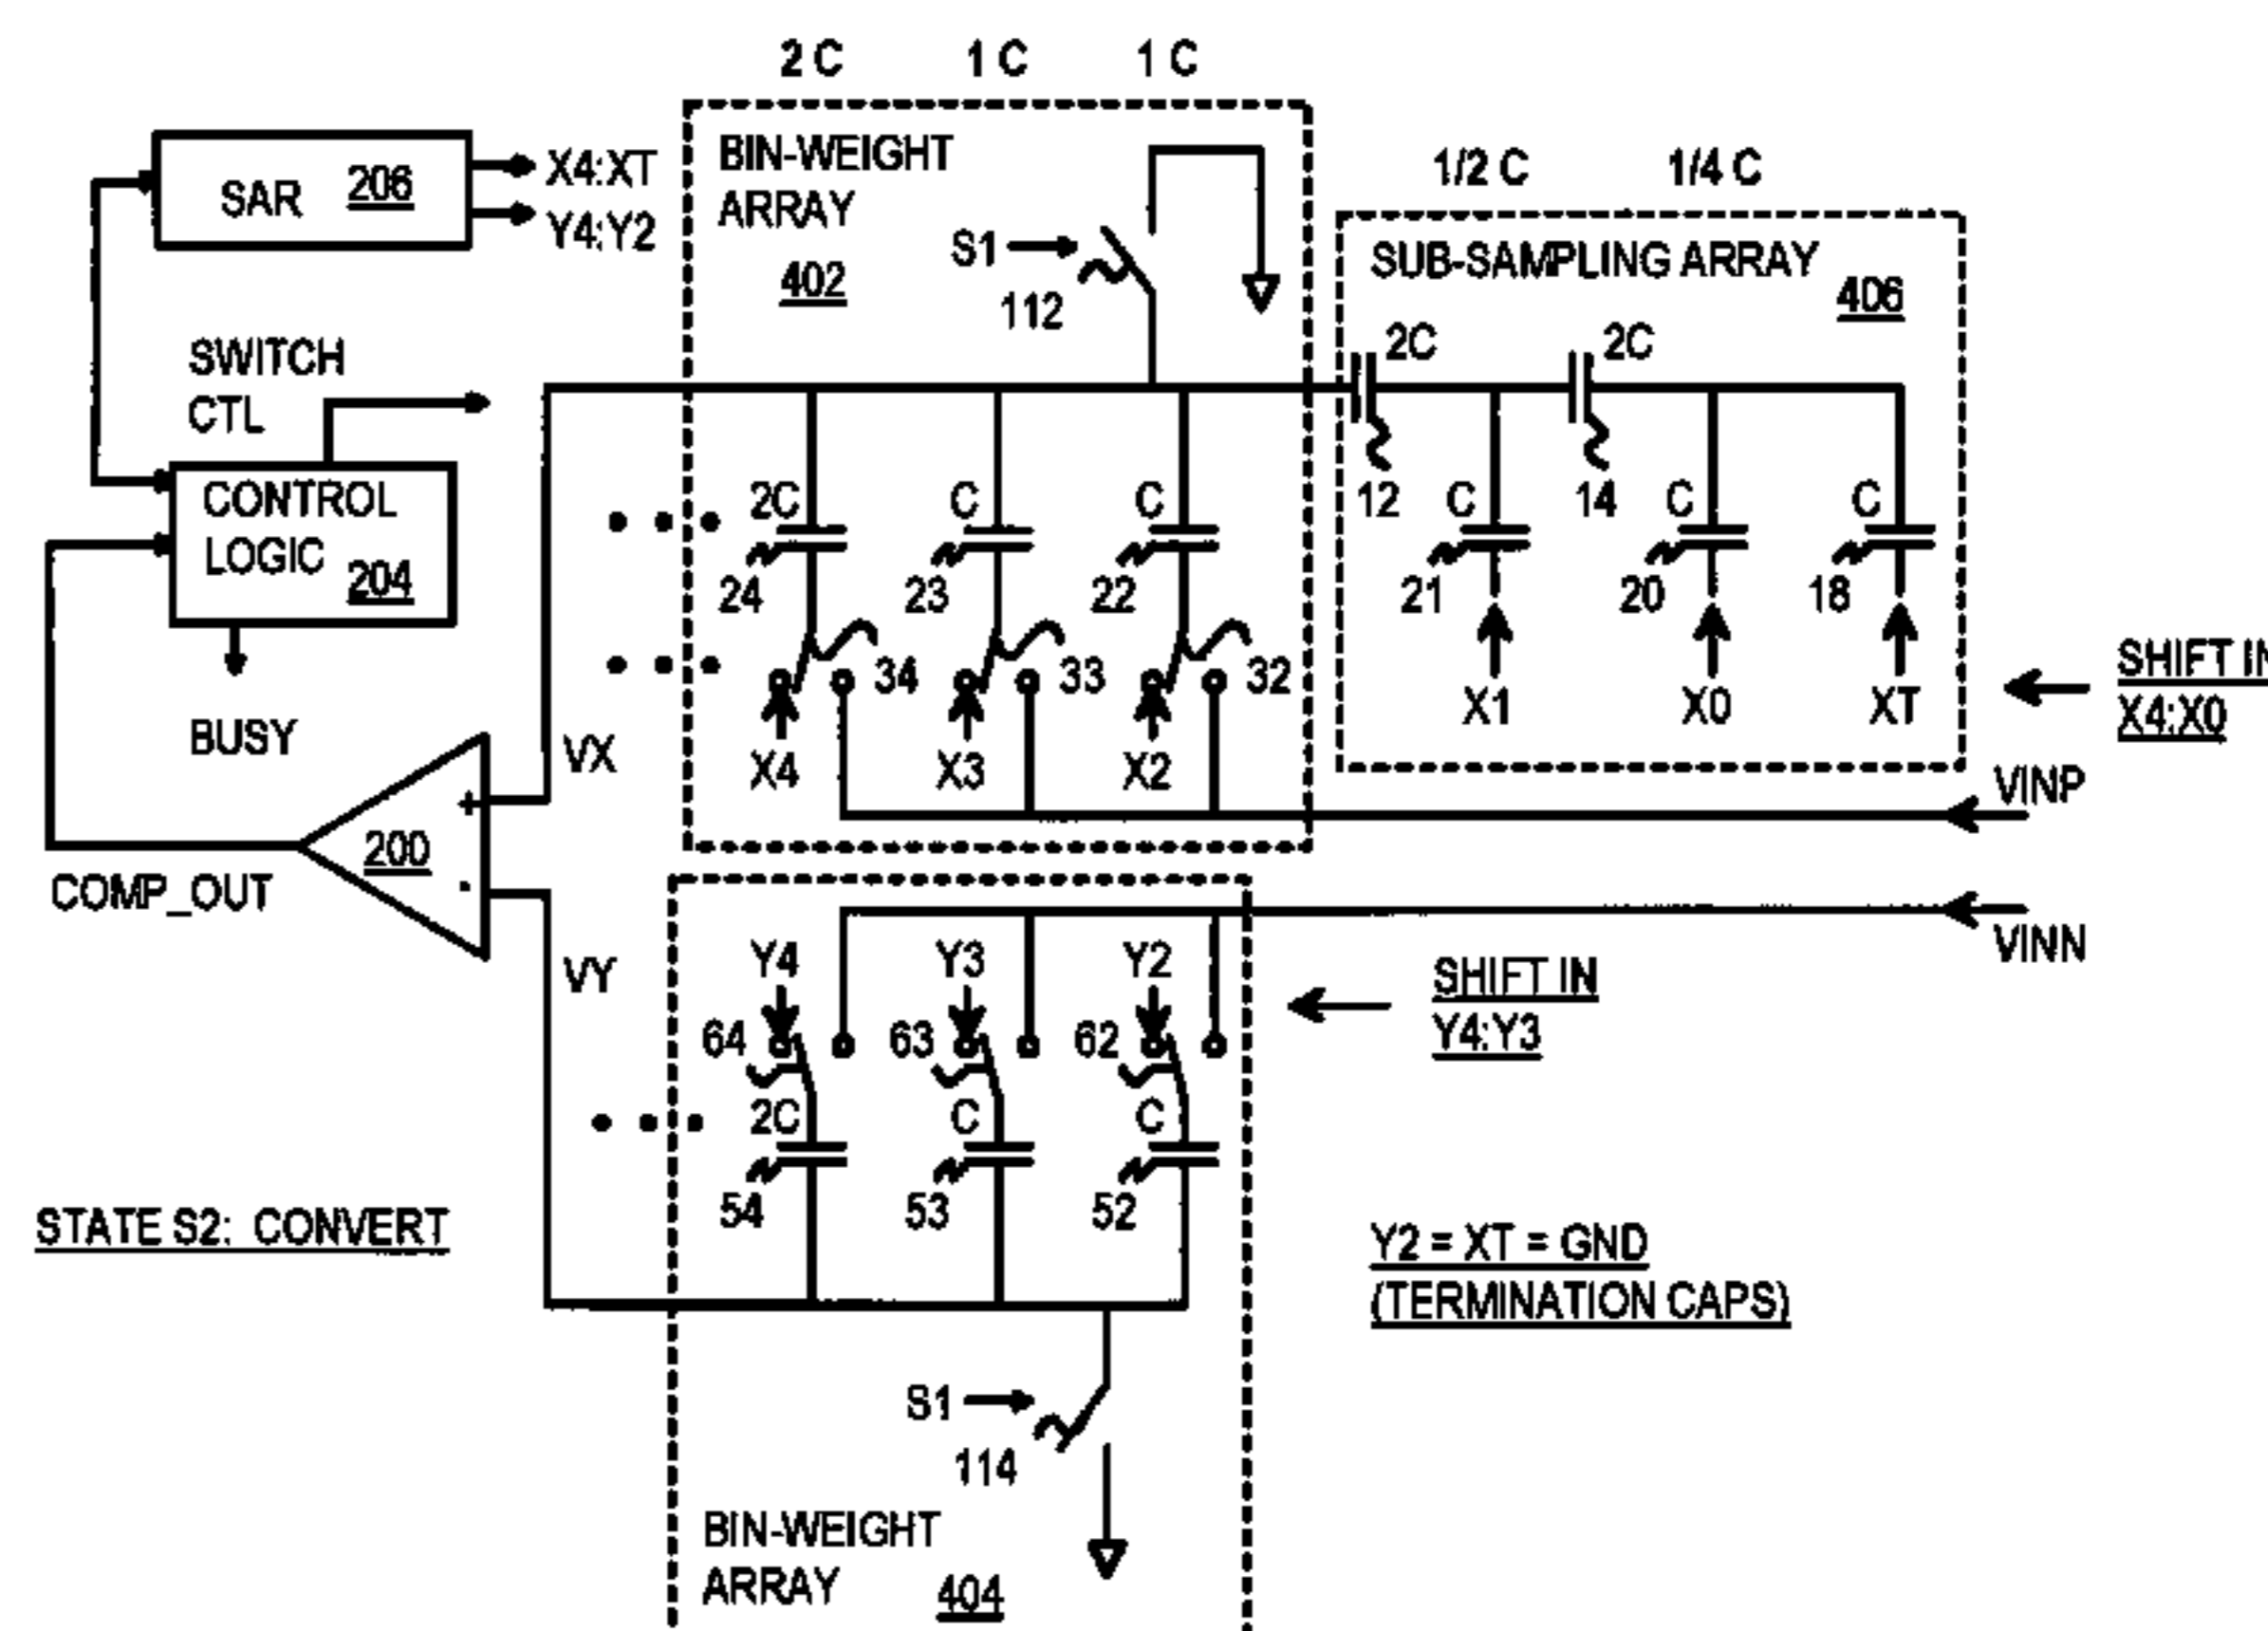 2 C 1 C 1 C
SAR 206
X4:XT
Y4:Y2
BIN-WEIGHT
ARRAY
402
S1
112
1/2 C 1/4 C
SUB-SAMPLING ARRAY
406
SWITCH
CTL
CONTROL
LOGIC
204
BUSY
2C 2C
12 14
2C C C
24 23 22
C C C
21 20 18
34 33 32
X4 X3 X2
X1 X0 XT
SHIFT IN
X4:X0
VINP
VX
+
200
-
COMP_OUT
VY
VINN
Y4 Y3 Y2
64 63 62
2C C C
54 53 52
SHIFT IN
Y4:Y3
STATE S2: CONVERT
Y2 = XT = GND
(TERMINATION CAPS)
S1
114
BIN-WEIGHT
ARRAY
404